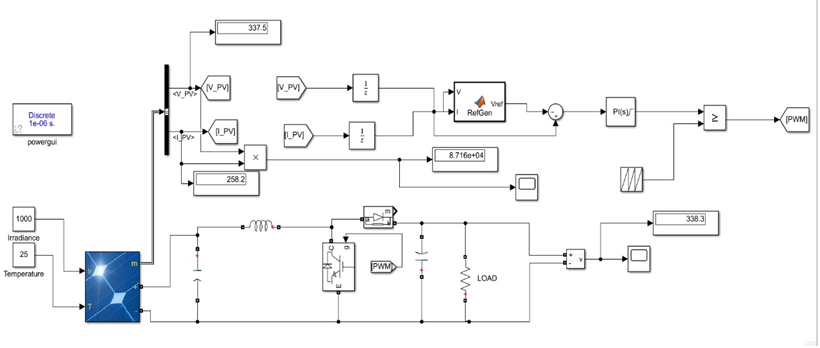 337.5
<V_PV>
[V_PV]
[V_PV]
1
z
V
I
RefGen
Vref
PI(s)
≥
[PWM]
Discrete
1e-06 s.
powergui
<I_PV>
[I_PV]
[I_PV]
1
z
×
8.716e+04
258.2
1000
Irradiance
25
Temperature
Ir
T
m
+
-
a
k
m
g
C
E
[PWM]
LOAD
+
-
v
338.3